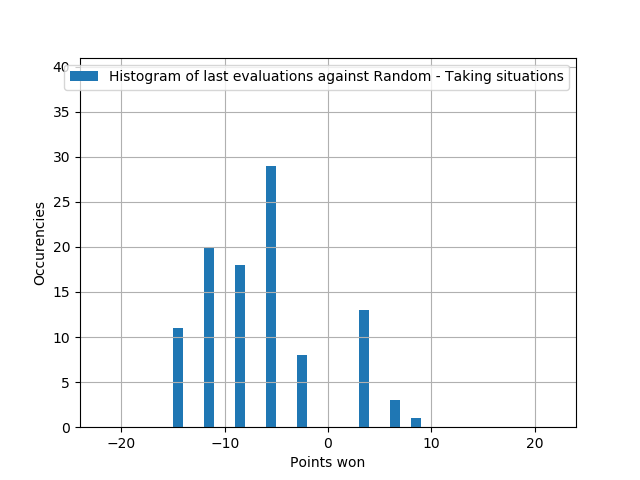 Histogram of last evaluations against Random - Taking situations
40
35
30
25
20
15
10
5
0
Occurencies
−20 −10 0 10 20
Points won